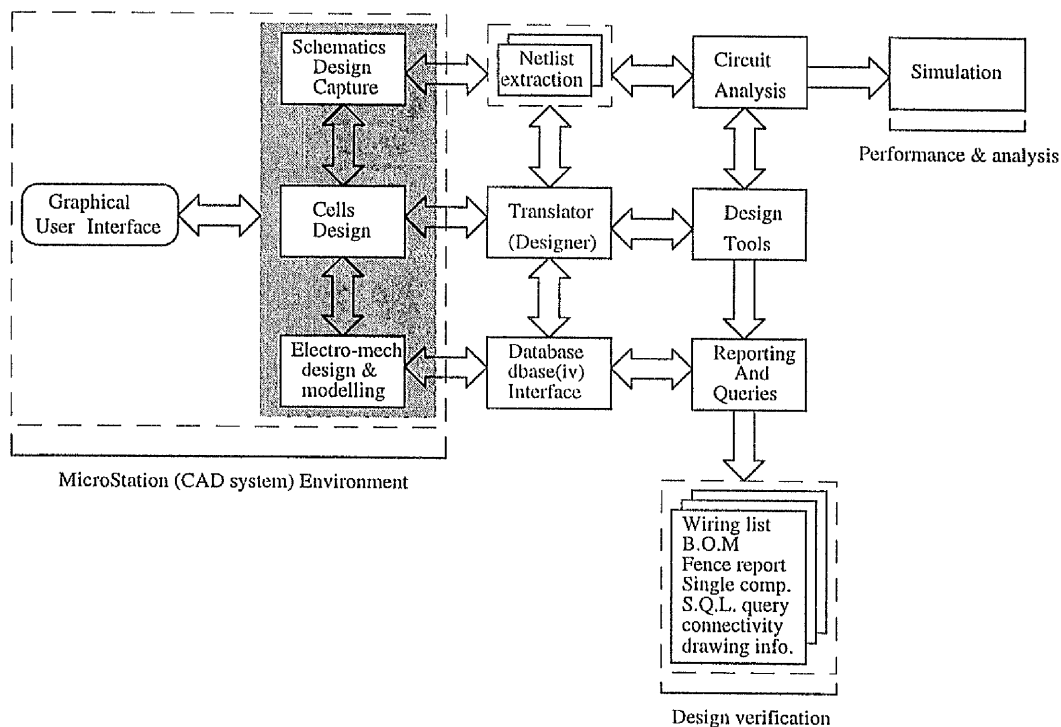 Schematics
Design
Capture
Netlist
extraction
Circuit
Analysis
Simulation
Performance & analysis
Graphical
User Interface
Cells
Design
Translator
(Designer)
Design
Tools
Electro-mech
design &
modelling
Database
dbase(iv)
Interface
Reporting
And
Queries
MicroStation (CAD system) Environment
Wiring list
B.O.M
Fence report
Single comp.
S.Q.L. query
connectivity
drawing info.
Design verification